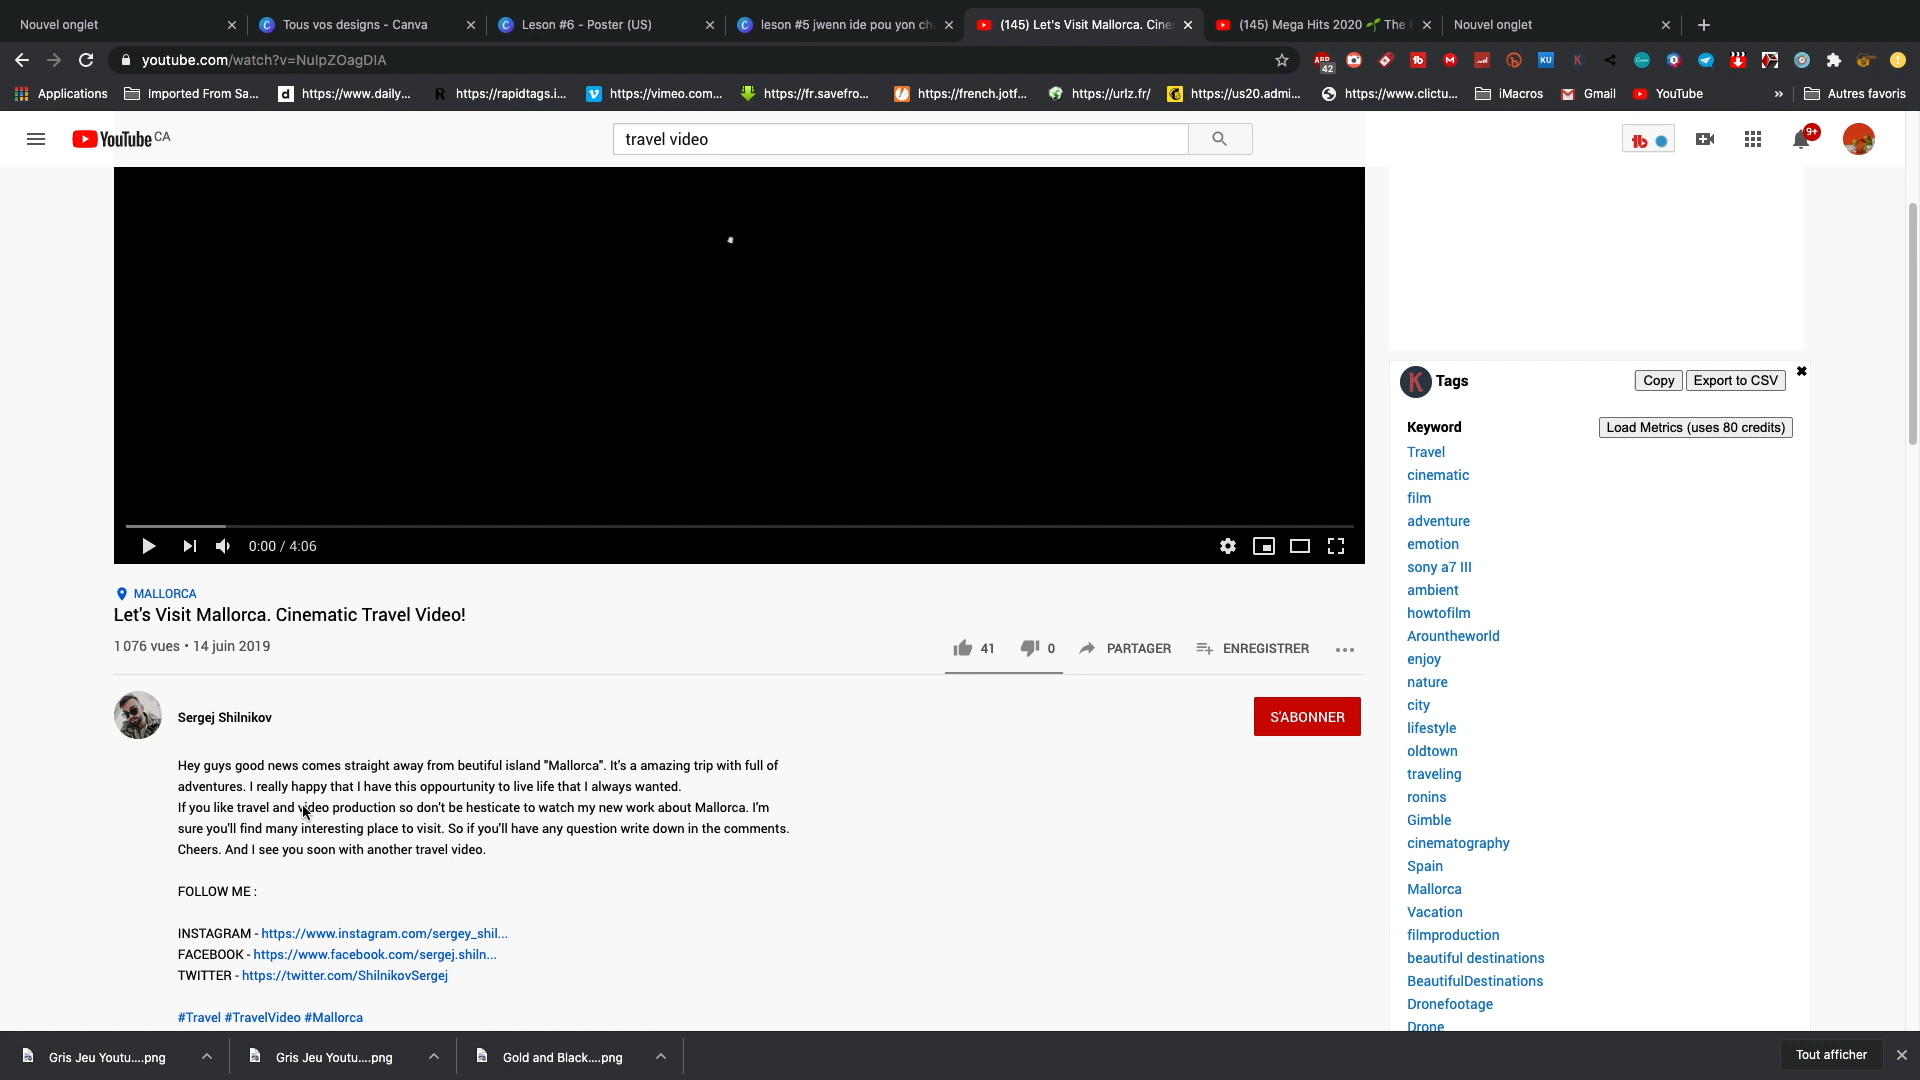 Nouvel onglet
Tous vos designs - Canva
Leson #6 - Poster (US)
leson #5 jwenn ide pou yon ch
(145) Let's Visit Mallorca. Cine
(145) Mega Hits 2020 🌱 The
Nouvel onglet
youtube.com/watch?v=NulpZOagDIA
42
Applications
Imported From Sa...
https://www.daily...
https://rapidtags.i...
https://vimeo.com...
https://fr.savefro...
https://french.jotf...
https://urlz.fr/
https://us20.admi...
https://www.clictu...
iMacros
Gmail
YouTube
»
Autres favoris
YouTube CA
travel video
9+
0:00 / 4:06
MALLORCA
Let's Visit Mallorca. Cinematic Travel Video!
1 076 vues • 14 juin 2019
41
0
PARTAGER
ENREGISTRER
Sergej Shilnikov
S'ABONNER
Hey guys good news comes straight away from beutiful island "Mallorca". It's a amazing trip with full of
adventures. I really happy that I have this oppourtunity to live life that I always wanted.
If you like travel and video production so don't be hesticate to watch my new work about Mallorca. I'm
sure you'll find many interesting place to visit. So if you'll have any question write down in the comments.
Cheers. And I see you soon with another travel video.
FOLLOW ME :
INSTAGRAM - https://www.instagram.com/sergey_shil...
FACEBOOK - https://www.facebook.com/sergej.shiln...
TWITTER - https://twitter.com/ShilnikovSergej
#Travel #TravelVideo #Mallorca
K Tags
Copy
Export to CSV
Keyword
Load Metrics (uses 80 credits)
Travel
cinematic
film
adventure
emotion
sony a7 III
ambient
howtofilm
Aroundtheworld
enjoy
nature
city
lifestyle
oldtown
traveling
ronins
Gimble
cinematography
Spain
Mallorca
Vacation
filmproduction
beautiful destinations
BeautifulDestinations
Dronefootage
Drone
Gris Jeu Youtu....png
Gris Jeu Youtu....png
Gold and Black....png
Tout afficher